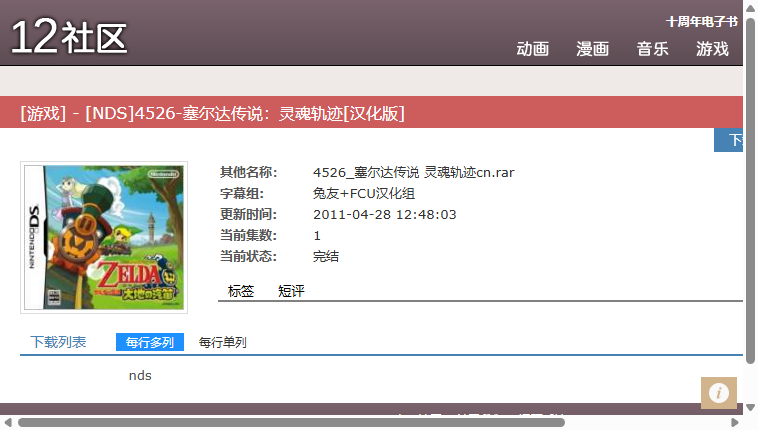 12社区
十周年电子书
动画 漫画 音乐 游戏
[游戏] - [NDS]4526-塞尔达传说：灵魂轨迹[汉化版]
其他名称： 4526_塞尔达传说 灵魂轨迹cn.rar
字幕组： 兔友+FCU汉化组
更新时间： 2011-04-28 12:48:03
当前集数： 1
当前状态： 完结
标签 短评
Nintendo
NINTENDO DS
ZELDA
大地の汽笛
下载列表 每行多列 每行单列
nds